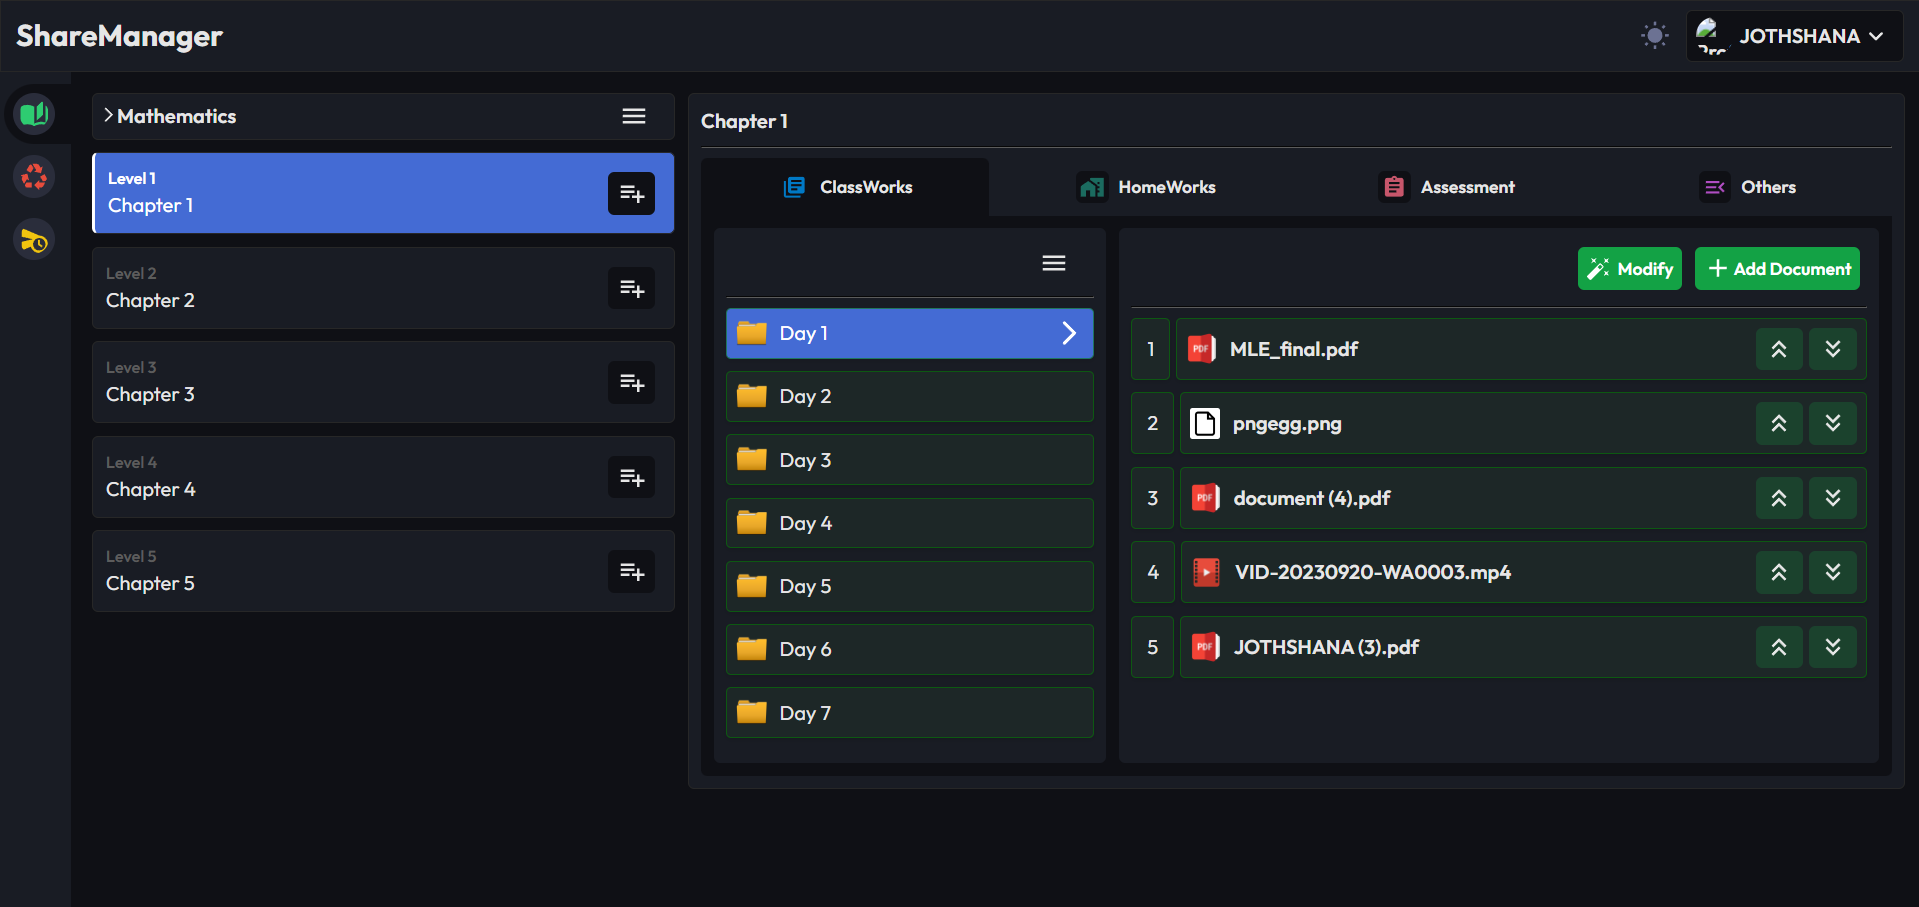 ShareManager
JOTHSHANA
Mathematics
Level 1
Chapter 1
Level 2
Chapter 2
Level 3
Chapter 3
Level 4
Chapter 4
Level 5
Chapter 5
Chapter 1
ClassWorks
HomeWorks
Assessment
Others
Day 1
Day 2
Day 3
Day 4
Day 5
Day 6
Day 7
Modify
Add Document
1 PDF MLE_final.pdf
2 pngegg.png
3 PDF document (4).pdf
4 VID-20230920-WA0003.mp4
5 PDF JOTHSHANA (3).pdf